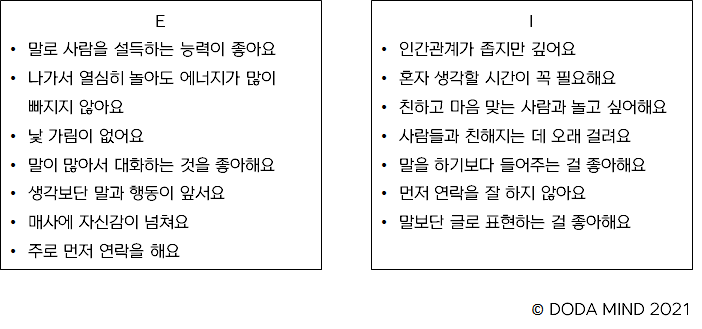 E
• 말로 사람을 설득하는 능력이 좋아요
• 나가서 열심히 놀아도 에너지가 많이
빠지지 않아요
• 낯 가림이 없어요
• 말이 많아서 대화하는 것을 좋아해요
• 생각보단 말과 행동이 앞서요
• 매사에 자신감이 넘쳐요
• 주로 먼저 연락을 해요
I
• 인간관계가 좁지만 깊어요
• 혼자 생각할 시간이 꼭 필요해요
• 친하고 마음 맞는 사람과 놀고 싶어해요
• 사람들과 친해지는 데 오래 걸려요
• 말을 하기보다 들어주는 걸 좋아해요
• 먼저 연락을 잘 하지 않아요
• 말보단 글로 표현하는 걸 좋아해요
© DODA MIND 2021